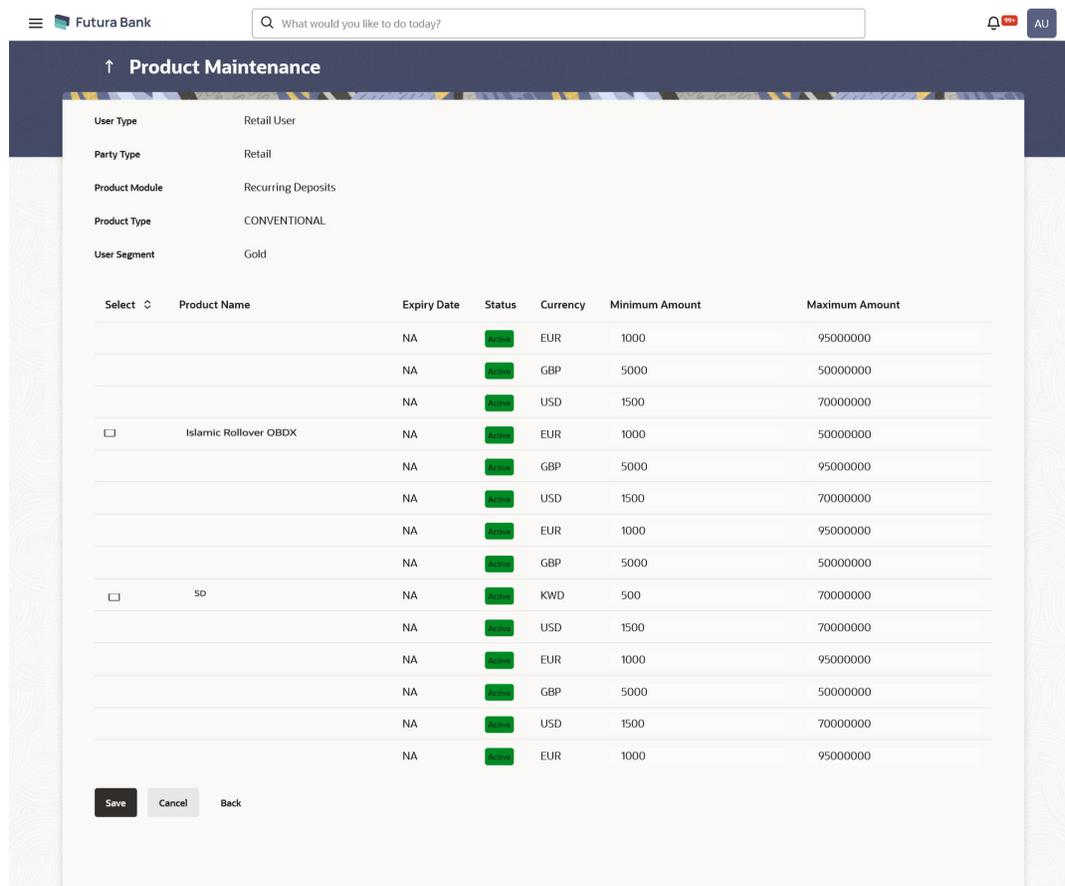 Futura Bank
What would you like to do today?
99+
AU
↑ Product Maintenance
User Type Retail User
Party Type Retail
Product Module Recurring Deposits
Product Type CONVENTIONAL
User Segment Gold
Select Product Name Expiry Date Status Currency Minimum Amount Maximum Amount
NA Active EUR 1000 95000000
NA Active GBP 5000 50000000
NA Active USD 1500 70000000
Islamic Rollover OBDX NA Active EUR 1000 50000000
NA Active GBP 5000 95000000
NA Active USD 1500 70000000
NA Active EUR 1000 95000000
NA Active GBP 5000 50000000
SD NA Active KWD 500 70000000
NA Active USD 1500 70000000
NA Active EUR 1000 95000000
NA Active GBP 5000 50000000
NA Active USD 1500 70000000
NA Active EUR 1000 95000000
Save Cancel Back